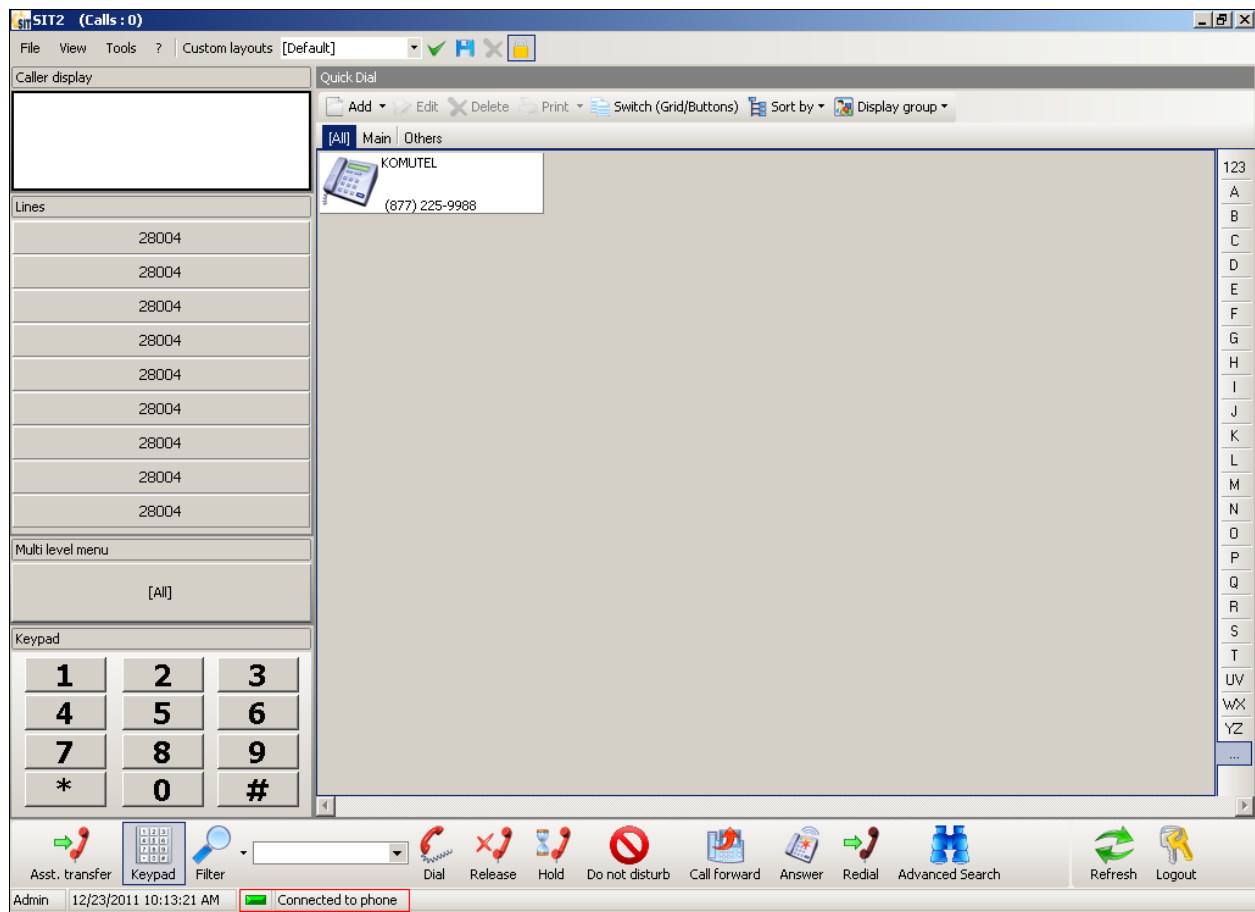 SIT2 (Calls : 0)
File View Tools ? Custom layouts [Default]
Caller display
Quick Dial
Add Edit Delete Print Switch (Grid/Buttons) Sort by Display group
[All] Main Others
KOMUTEL
(877) 225-9988
Lines
28004
28004
28004
28004
28004
28004
28004
28004
28004
Multi level menu
[All]
Keypad
1 2 3
4 5 6
7 8 9
* 0 #
123
A
B
C
D
E
F
G
H
I
J
K
L
M
N
O
P
Q
R
S
T
UV
WX
YZ
...
Asst. transfer Keypad Filter Dial Release Hold Do not disturb Call forward Answer Redial Advanced Search Refresh Logout
Admin 12/23/2011 10:13:21 AM Connected to phone